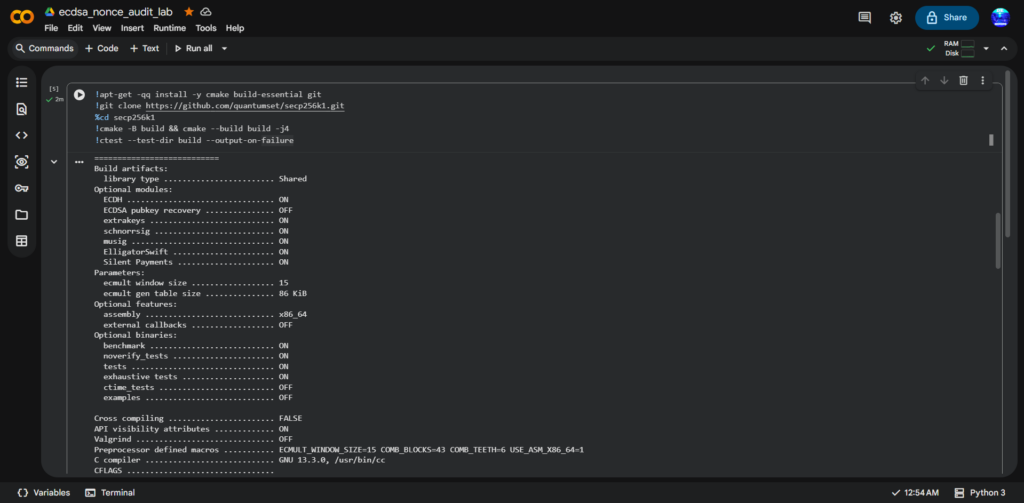 ecdsa_nonce_audit_lab
File Edit View Insert Runtime Tools Help
Share
Commands + Code + Text Run all
RAM
Disk
[5]
2m
!apt-get -qq install -y cmake build-essential git
!git clone https://github.com/quantumset/secp256k1.git
%cd secp256k1
!cmake -B build && cmake --build build -j4
!ctest --test-dir build --output-on-failure
===========================
Build artifacts:
library type ........................ Shared
Optional modules:
ECDH ................................ ON
ECDSA pubkey recovery ............... OFF
extrakeys ........................... ON
schnorrsig .......................... ON
musig ............................... ON
ElligatorSwift ...................... ON
Silent Payments ..................... ON
Parameters:
ecmult window size .................. 15
ecmult gen table size ............... 86 KiB
Optional features:
assembly ............................ x86_64
external callbacks .................. OFF
Optional binaries:
benchmark ........................... ON
noverify_tests ...................... ON
tests ............................... ON
exhaustive tests .................... ON
ctime_tests ......................... OFF
examples ............................ OFF
Cross compiling ....................... FALSE
API visibility attributes ............. ON
Valgrind .............................. OFF
Preprocessor defined macros ........... ECMULT_WINDOW_SIZE=15 COMB_BLOCKS=43 COMB_TEETH=6 USE_ASM_X86_64=1
C compiler ............................ GNU 13.3.0, /usr/bin/cc
CFLAGS ................................
Variables Terminal 12:54 AM Python 3